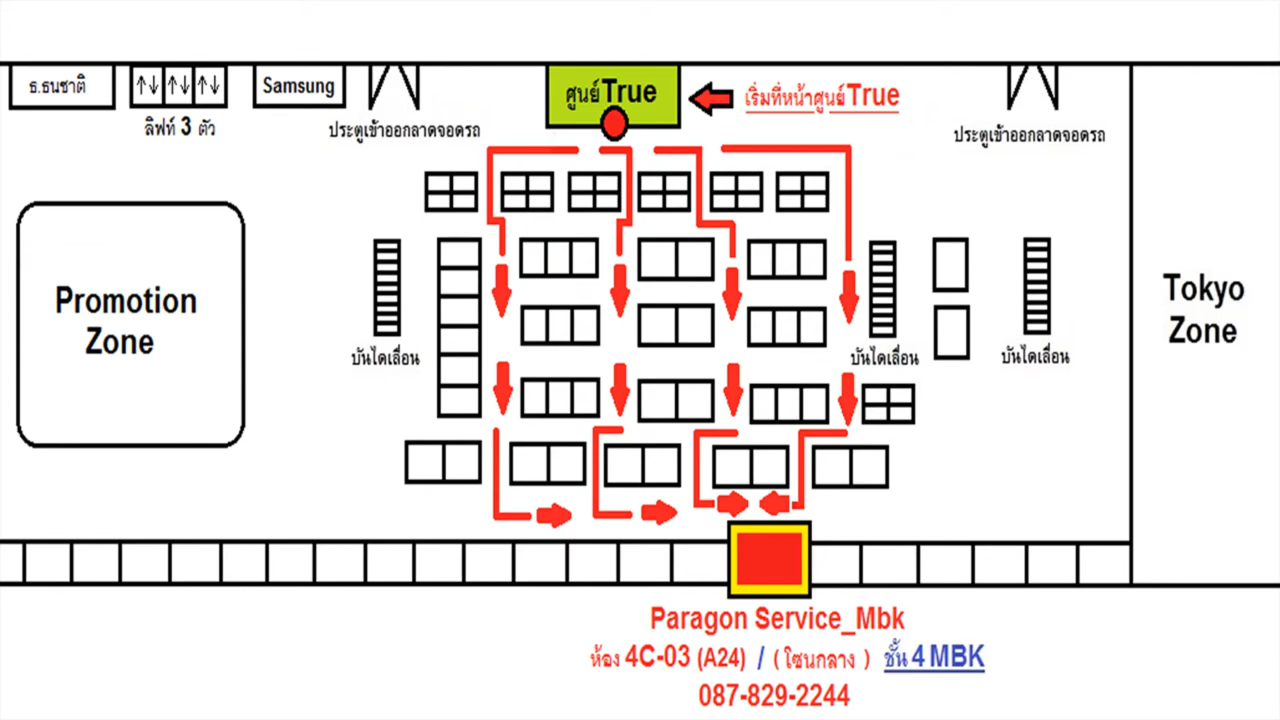 ธ.ธนชาติ
ลิฟท์ 3 ตัว
Samsung
ประตูเข้าออกลาดจอดรถ
ศูนย์True
เริ่มที่หน้าศูนย์True
ประตูเข้าออกลาดจอดรถ
Promotion
Zone
บันไดเลื่อน
บันไดเลื่อน
บันไดเลื่อน
Tokyo
Zone
Paragon Service_Mbk
ห้อง 4C-03 (A24) / ( โซนกลาง ) ชั้น 4 MBK
087-829-2244